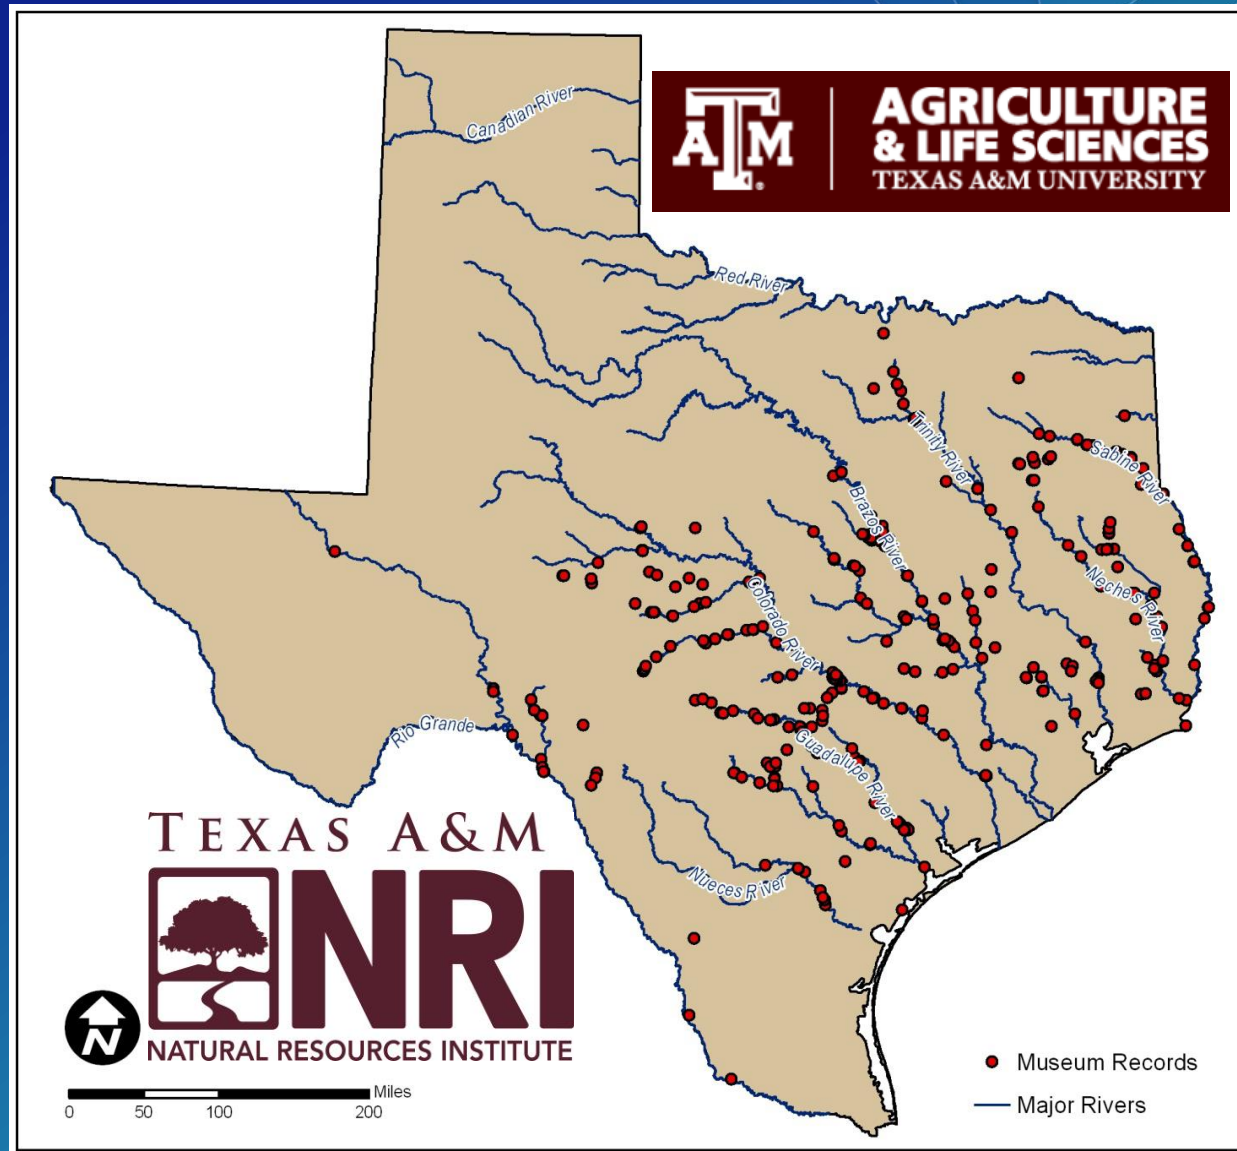 Canadian River
ATM
AGRICULTURE
& LIFE SCIENCES
TEXAS A&M UNIVERSITY
Red River
Trinity River
Sabine River
Brazos River
Neches River
Colorado River
Rio Grande
Guadalupe River
Nueces River
TEXAS A&M
NRI
NATURAL RESOURCES INSTITUTE
N
Miles
0 50 100 200
Museum Records
Major Rivers